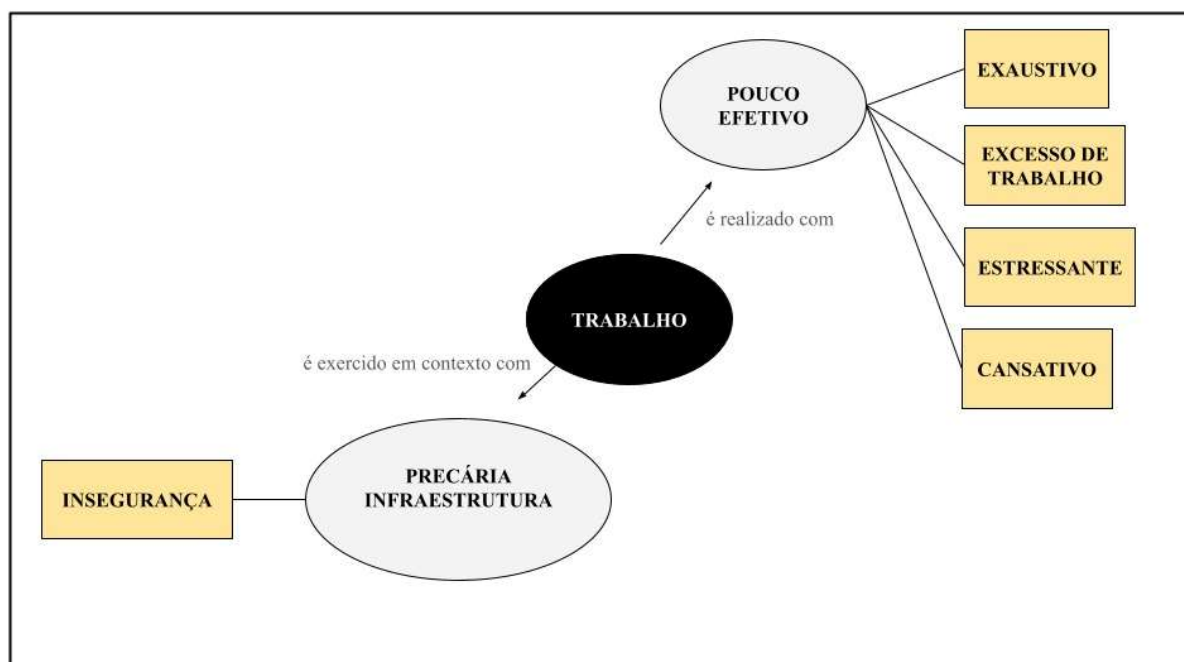 POUCO
EFETIVO
EXAUSTIVO
EXCESSO DE
TRABALHO
é realizado com
ESTRESSANTE
TRABALHO
é exercido em contexto com
CANSATIVO
PRECÁRIA
INFRAESTRUTURA
INSEGURANÇA